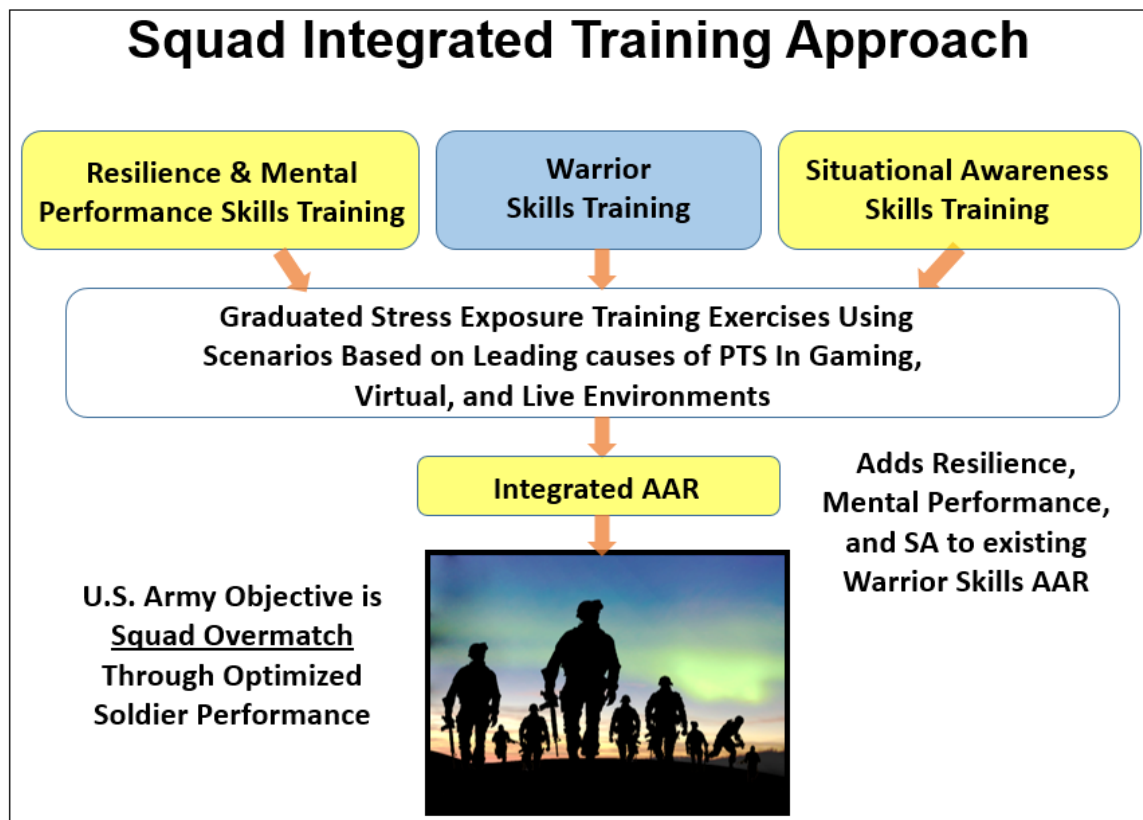 Squad Integrated Training Approach
Resilience & Mental
Performance Skills Training
Warrior
Skills Training
Situational Awareness
Skills Training
Graduated Stress Exposure Training Exercises Using
Scenarios Based on Leading causes of PTS In Gaming,
Virtual, and Live Environments
Integrated AAR
Adds Resilience,
Mental Performance,
and SA to existing
Warrior Skills AAR
U.S. Army Objective is
Squad Overmatch
Through Optimized
Soldier Performance